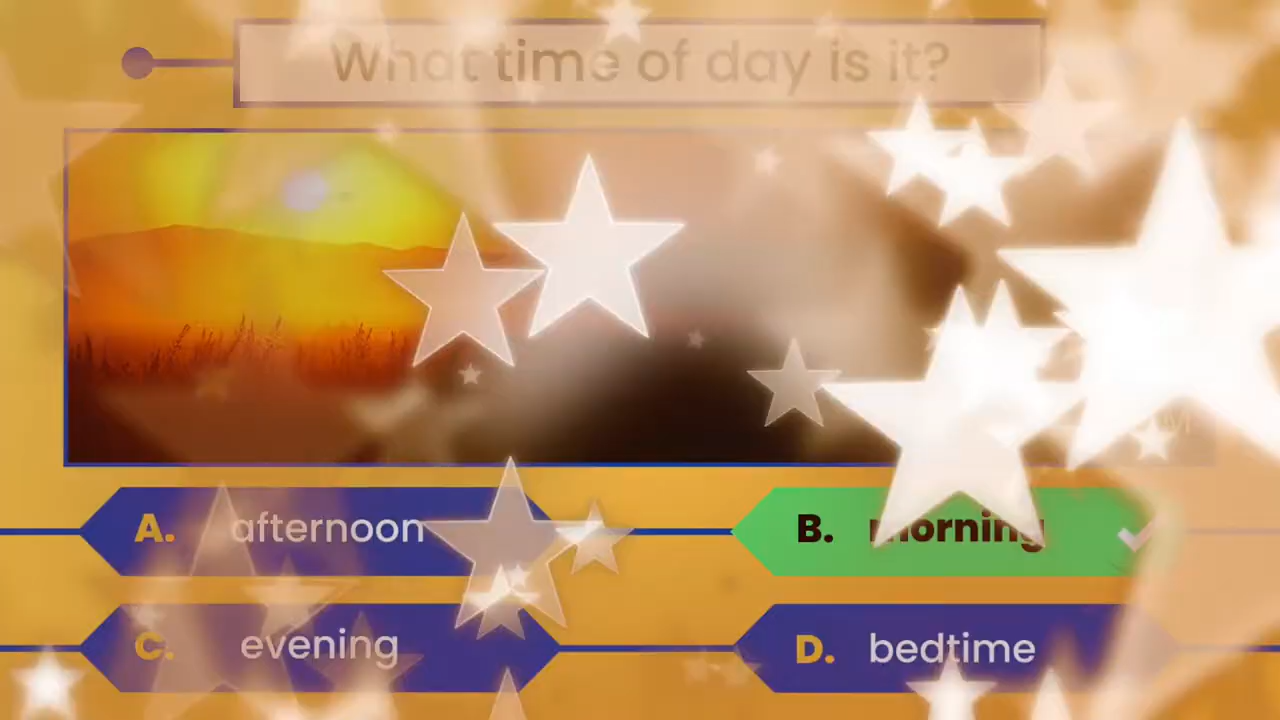 What time of day is it?
A. afternoon
B. morning
C. evening
D. bedtime